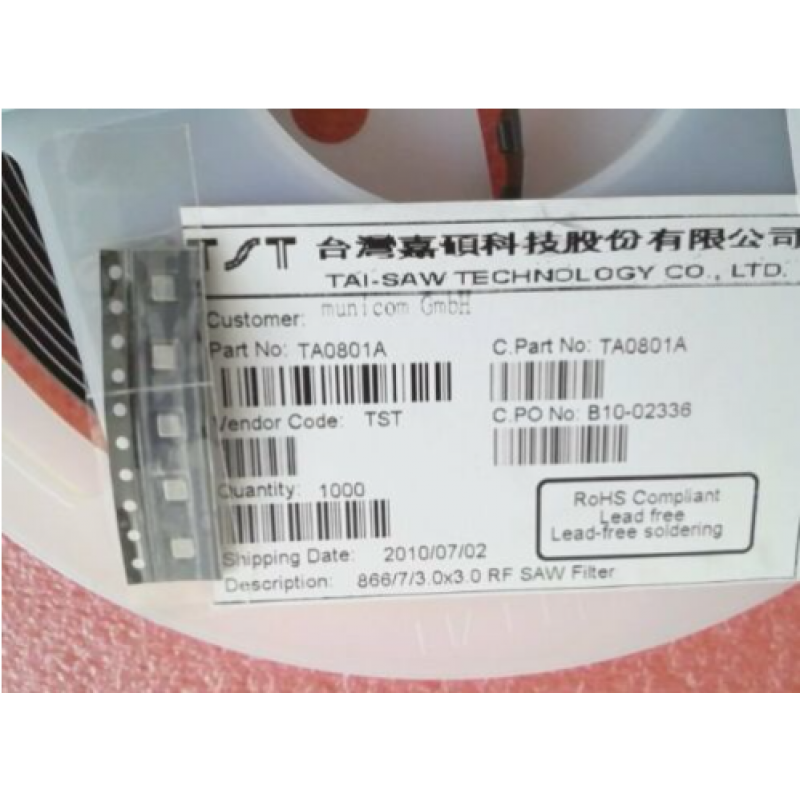 TST 台灣嘉碩科技股份有限公司
TAI-SAW TECHNOLOGY CO., LTD.
Customer: municom GmbH
Part No: TA0801A C.Part No: TA0801A
Vendor Code: TST C.PO No: B10-02336
Quantity: 1000
RoHS Compliant
Lead free
Lead-free soldering
Shipping Date: 2010/07/02
Description: 866/7/3.0x3.0 RF SAW Filter